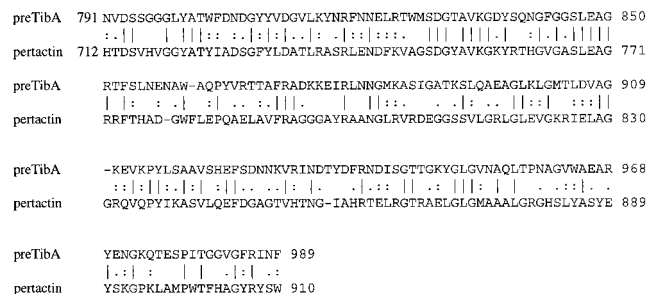 preTibA 791 NVDSSGGGLYATWFDNDGYYVDGVLKYNRFNNELRTWMSDGTAVKGDYSQNGFGGSLEAG 850
pertactin 712 HTDSVHVGGYATYIADSGFYLDATLRASRLENDFKVAGSDGYAVKGKYRTHGVGASLEAG 771
preTibA RTFSLNENAW-AQPYVRTTAFRADKKEIRLNNGMKASIGATKSLQAEAGLKLGMTLDVAG 909
pertactin RRFTHAD-GWFLEPQAELAVFRAGGGAYRAANGLRVRDEGGSSVLGRLGLEVGKRIELAG 830
preTibA -KEVKPYLSAAVSHEFSDNNKVRINDTYDFRNDISGTTGKYGLGVNAQLTPNAGVWAEAR 968
pertactin GRQVQPYIKASVLQEFDGAGTVHTNG-IAHRTELRGTRAELGLGMAAALGRGHSLYASYE 889
preTibA YENGKQTESPITGGVGFRINF 989
pertactin YSKGPKLAMPWTFHAGYRYSW 910